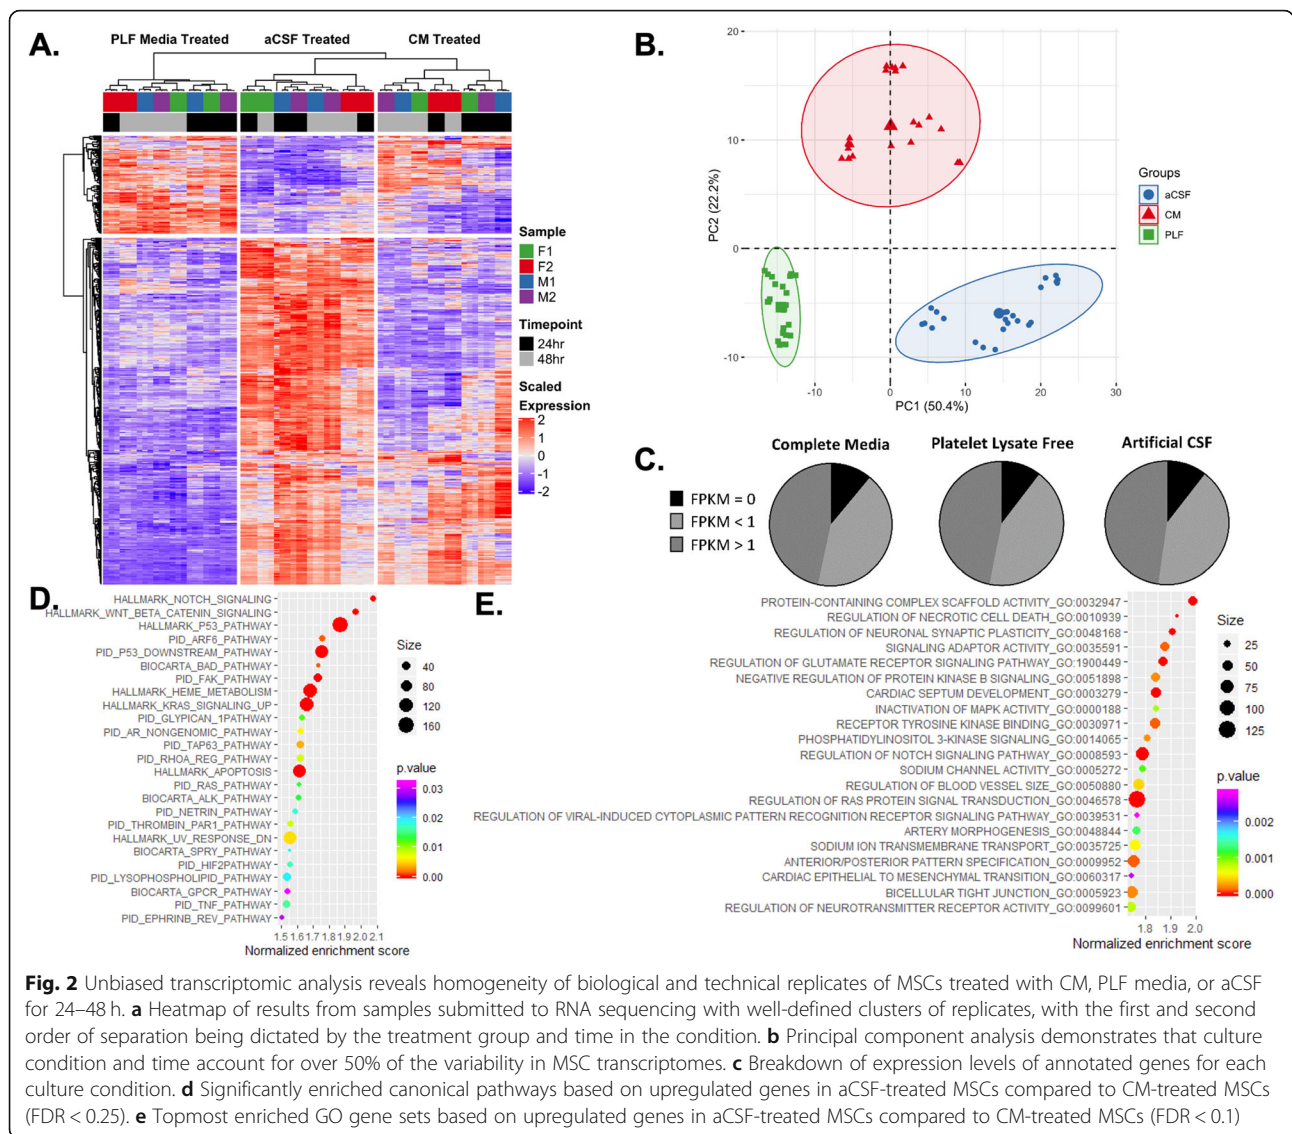 A.
PLF Media Treated
aCSF Treated
CM Treated
Sample
F1
F2
M1
M2
Timepoint
24hr
48hr
Scaled
Expression
2
1
0
-1
-2
B.
20
10
0
-10
PC2 (22.2%)
-10
0
10
20
30
PC1 (50.4%)
Groups
aCSF
CM
PLF
C.
Complete Media
Platelet Lysate Free
Artificial CSF
FPKM = 0
FPKM < 1
FPKM > 1
D.
HALLMARK_NOTCH_SIGNALING
HALLMARK_WNT_BETA_CATENIN_SIGNALING
HALLMARK_P53_PATHWAY
PID_ARF6_PATHWAY
PID_P53_DOWNSTREAM_PATHWAY
BIOCARTA_BAD_PATHWAY
PID_FAK_PATHWAY
HALLMARK_HEME_METABOLISM
HALLMARK_KRAS_SIGNALING_UP
PID_GLYPICAN_1PATHWAY
PID_AR_NONGENOMIC_PATHWAY
PID_TAP63_PATHWAY
PID_RHOA_REG_PATHWAY
HALLMARK_APOPTOSIS
PID_RAS_PATHWAY
BIOCARTA_ALK_PATHWAY
PID_NETRIN_PATHWAY
PID_THROMBIN_PAR1_PATHWAY
HALLMARK_UV_RESPONSE_DN
BIOCARTA_SPRY_PATHWAY
PID_HIF2PATHWAY
PID_LYSOPHOSPHOLIPID_PATHWAY
BIOCARTA_GPCR_PATHWAY
PID_TNF_PATHWAY
PID_EPHRINB_REV_PATHWAY
1.5 1.6 1.7 1.8 1.9 2.0 2.1
Normalized enrichment score
Size
40
80
120
160
p.value
0.03
0.02
0.01
0.00
E.
PROTEIN-CONTAINING COMPLEX SCAFFOLD ACTIVITY_GO:0032947
REGULATION OF NECROTIC CELL DEATH_GO:0010939
REGULATION OF NEURONAL SYNAPTIC PLASTICITY_GO:0048168
SIGNALING ADAPTOR ACTIVITY_GO:0035591
REGULATION OF GLUTAMATE RECEPTOR SIGNALING PATHWAY_GO:1900449
NEGATIVE REGULATION OF PROTEIN KINASE B SIGNALING_GO:0051898
CARDIAC SEPTUM DEVELOPMENT_GO:0003279
INACTIVATION OF MAPK ACTIVITY_GO:0000188
RECEPTOR TYROSINE KINASE BINDING_GO:0030971
PHOSPHATIDYLINOSITOL 3-KINASE SIGNALING_GO:0014065
REGULATION OF NOTCH SIGNALING PATHWAY_GO:0008593
SODIUM CHANNEL ACTIVITY_GO:0005272
REGULATION OF BLOOD VESSEL SIZE_GO:0050880
REGULATION OF RAS PROTEIN SIGNAL TRANSDUCTION_GO:0046578
REGULATION OF VIRAL-INDUCED CYTOPLASMIC PATTERN RECOGNITION RECEPTOR SIGNALING PATHWAY_GO:0039531
ARTERY MORPHOGENESIS_GO:0048844
SODIUM ION TRANSMEMBRANE TRANSPORT_GO:0035725
ANTERIOR/POSTERIOR PATTERN SPECIFICATION_GO:0009952
CARDIAC EPITHELIAL TO MESENCHYMAL TRANSITION_GO:0060317
BICELLULAR TIGHT JUNCTION_GO:0005923
REGULATION OF NEUROTRANSMITTER RECEPTOR ACTIVITY_GO:0099601
1.8 1.9 2.0
Normalized enrichment score
Size
25
50
75
100
125
p.value
0.002
0.001
0.000
Fig. 2 Unbiased transcriptomic analysis reveals homogeneity of biological and technical replicates of MSCs treated with CM, PLF media, or aCSF
for 24–48 h. a Heatmap of results from samples submitted to RNA sequencing with well-defined clusters of replicates, with the first and second
order of separation being dictated by the treatment group and time in the condition. b Principal component analysis demonstrates that culture
condition and time account for over 50% of the variability in MSC transcriptomes. c Breakdown of expression levels of annotated genes for each
culture condition. d Significantly enriched canonical pathways based on upregulated genes in aCSF-treated MSCs compared to CM-treated MSCs
(FDR < 0.25). e Topmost enriched GO gene sets based on upregulated genes in aCSF-treated MSCs compared to CM-treated MSCs (FDR < 0.1)